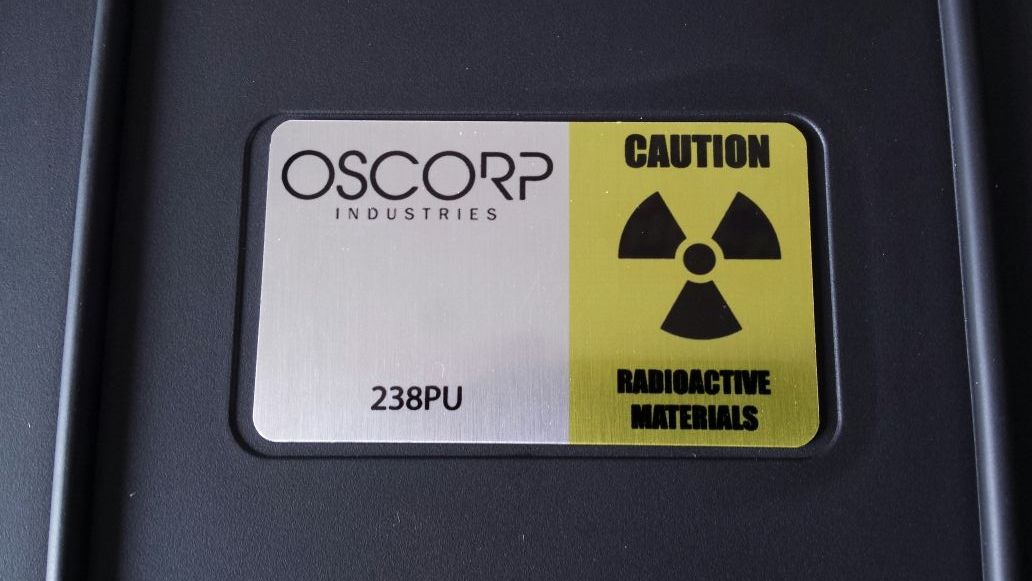 OSCORP
INDUSTRIES
238PU
CAUTION
RADIOACTIVE
MATERIALS